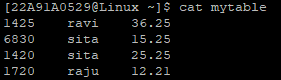 [22A91A0529@Linux ~]$ cat mytable
1425    ravi    36.25
6830    sita    15.25
1420    sita    25.25
1720    raju    12.21